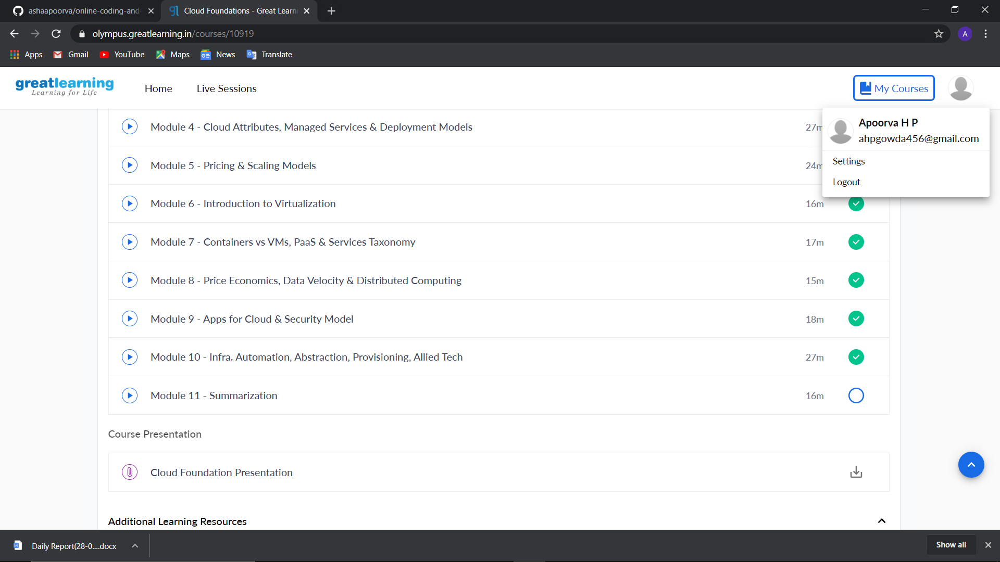 ashaapoorva/online-coding-and-
Cloud Foundations - Great Learni
olympus.greatlearning.in/courses/10919
A
Apps
Gmail
YouTube
Maps
News
Translate
greatlearning
Learning for Life
Home
Live Sessions
My Courses
Apoorva H P
ahpgowda456@gmail.com
Settings
Logout
Module 4 - Cloud Attributes, Managed Services & Deployment Models 27m
Module 5 - Pricing & Scaling Models 24m
Module 6 - Introduction to Virtualization 16m
Module 7 - Containers vs VMs, PaaS & Services Taxonomy 17m
Module 8 - Price Economics, Data Velocity & Distributed Computing 15m
Module 9 - Apps for Cloud & Security Model 18m
Module 10 - Infra. Automation, Abstraction, Provisioning, Allied Tech 27m
Module 11 - Summarization 16m
Course Presentation
Cloud Foundation Presentation
Additional Learning Resources
Daily Report(28-0....docx
Show all